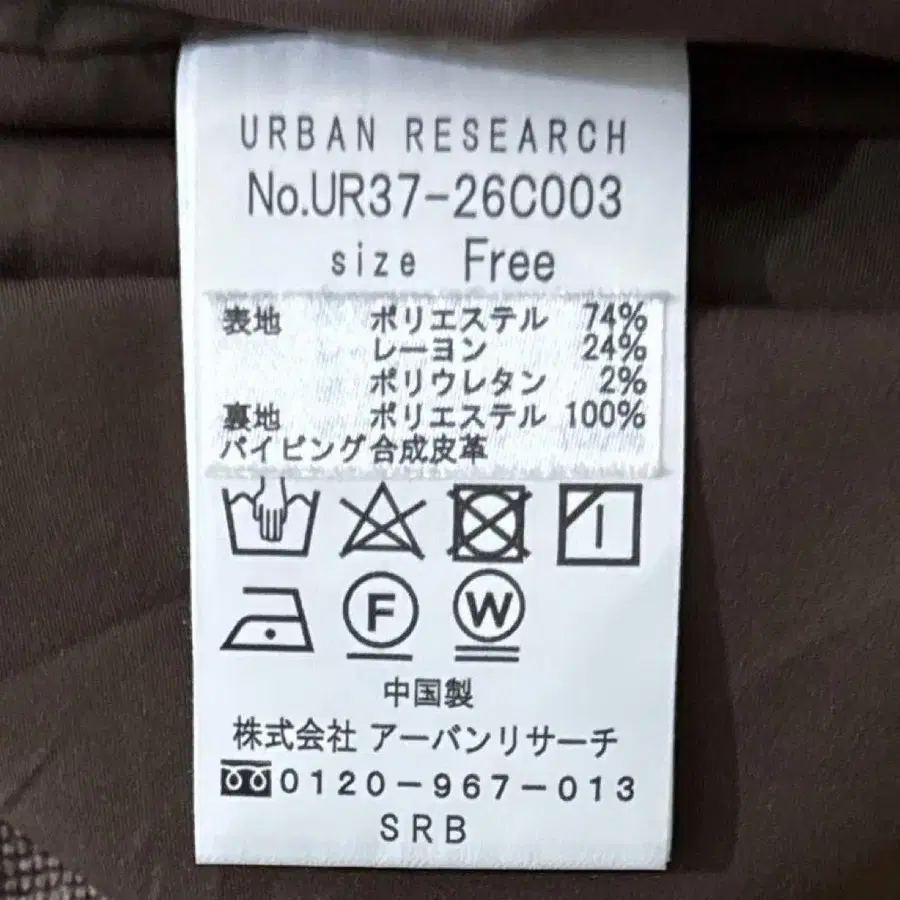 URBAN RESEARCH
No.UR37-26C003
size Free
表地 ポリエステル 74%
レーヨン 24%
ポリウレタン 2%
裏地 ポリエステル 100%
パイピング合成皮革
F W
中国製
株式会社 アーバンリサーチ
0120-967-013
SRB